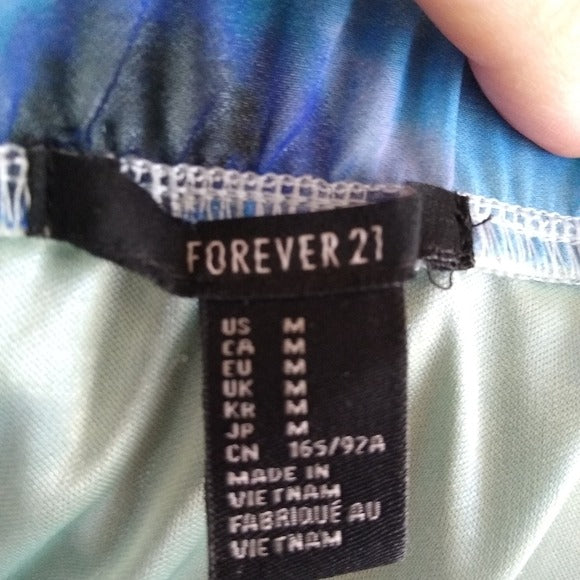 FOREVER 21
US M
CA M
EU M
UK M
KR M
JP M
CN 165/92A
MADE IN
VIETNAM
FABRIQUÉ AU
VIETNAM